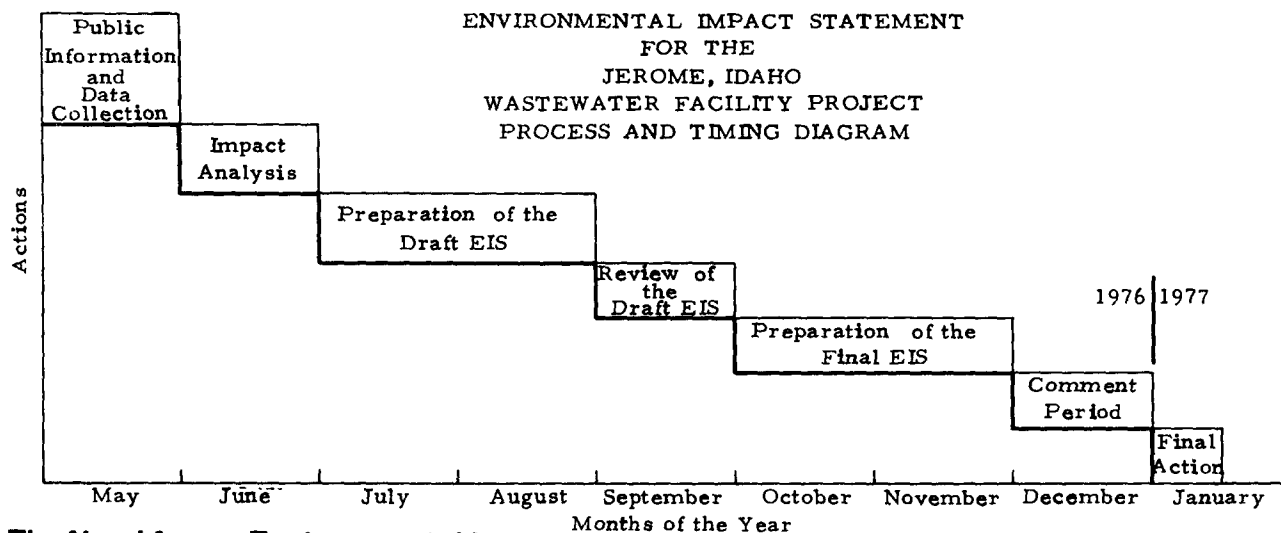 ENVIRONMENTAL IMPACT STATEMENT
FOR THE
JEROME, IDAHO
WASTEWATER FACILITY PROJECT
PROCESS AND TIMING DIAGRAM
Public
Information
and
Data
Collection
Impact
Analysis
Preparation of the
Draft EIS
Review of
the
Draft EIS
1976 1977
Preparation of the
Final EIS
Comment
Period
Final
Action
Actions
May June July August September October November December January
Months of the Year